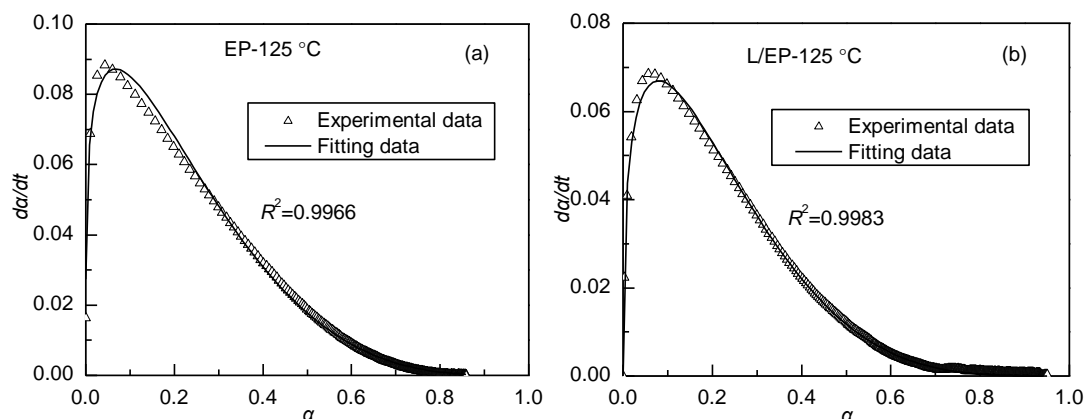 EP-125 °C
(a)
Experimental data
Fitting data
R²=0.9966
dα/dt
0.10
0.08
0.06
0.04
0.02
0.00
0.0 0.2 0.4 0.6 0.8 1.0
α
L/EP-125 °C
(b)
Experimental data
Fitting data
R²=0.9983
dα/dt
0.08
0.06
0.04
0.02
0.00
0.0 0.2 0.4 0.6 0.8 1.0
α